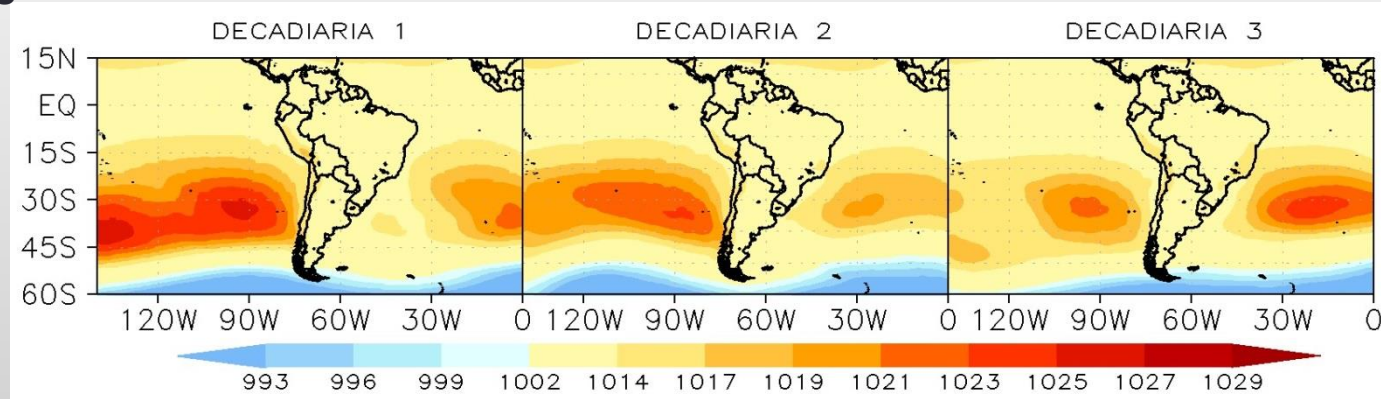 DECADIARIA 1 DECADIARIA 2 DECADIARIA 3
15N
EQ
15S
30S
45S
60S
120W 90W 60W 30W 0 120W 90W 60W 30W 0 120W 90W 60W 30W 0
993 996 999 1002 1014 1017 1019 1021 1023 1025 1027 1029